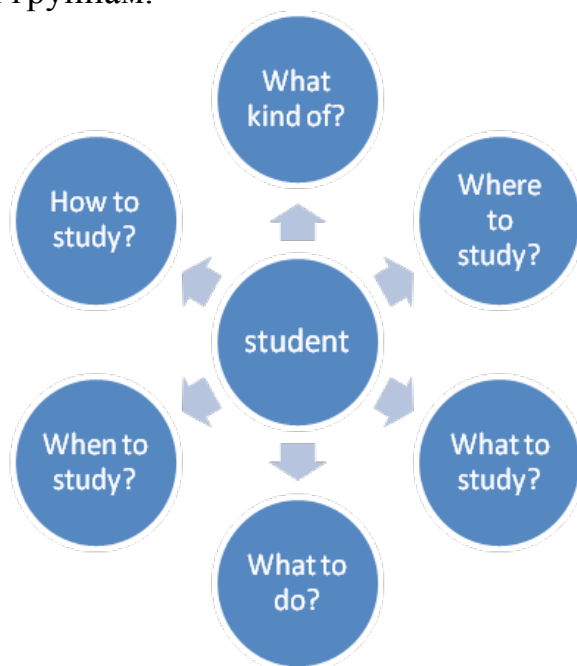 группам.
What
kind of?
How to
study?
Where
to
study?
student
When to
study?
What to
study?
What to
do?